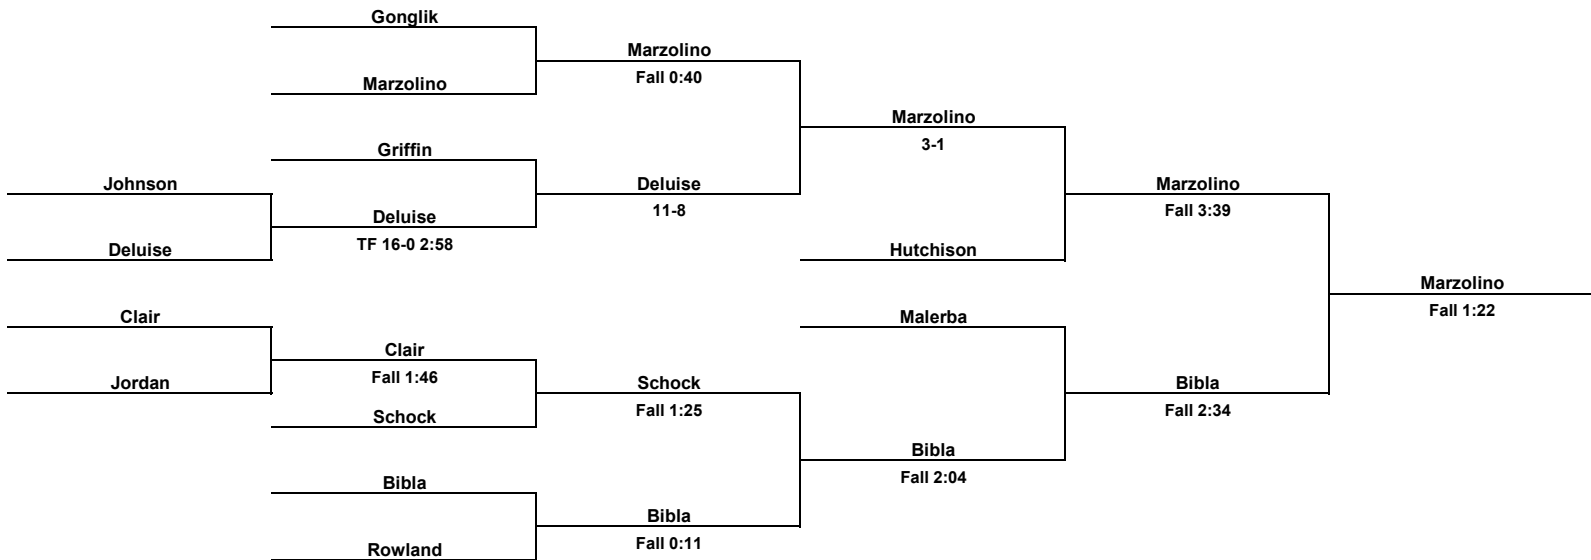 Gonglik
Marzolino
Fall 0:40
Marzolino
Marzolino
3-1
Griffin
Johnson
Deluise
11-8
Marzolino
Fall 3:39
Deluise
TF 16-0 2:58
Deluise
Hutchison
Marzolino
Fall 1:22
Clair
Malerba
Clair
Fall 1:46
Jordan
Schock
Fall 1:25
Bibla
Fall 2:34
Schock
Bibla
Fall 2:04
Bibla
Bibla
Fall 0:11
Rowland